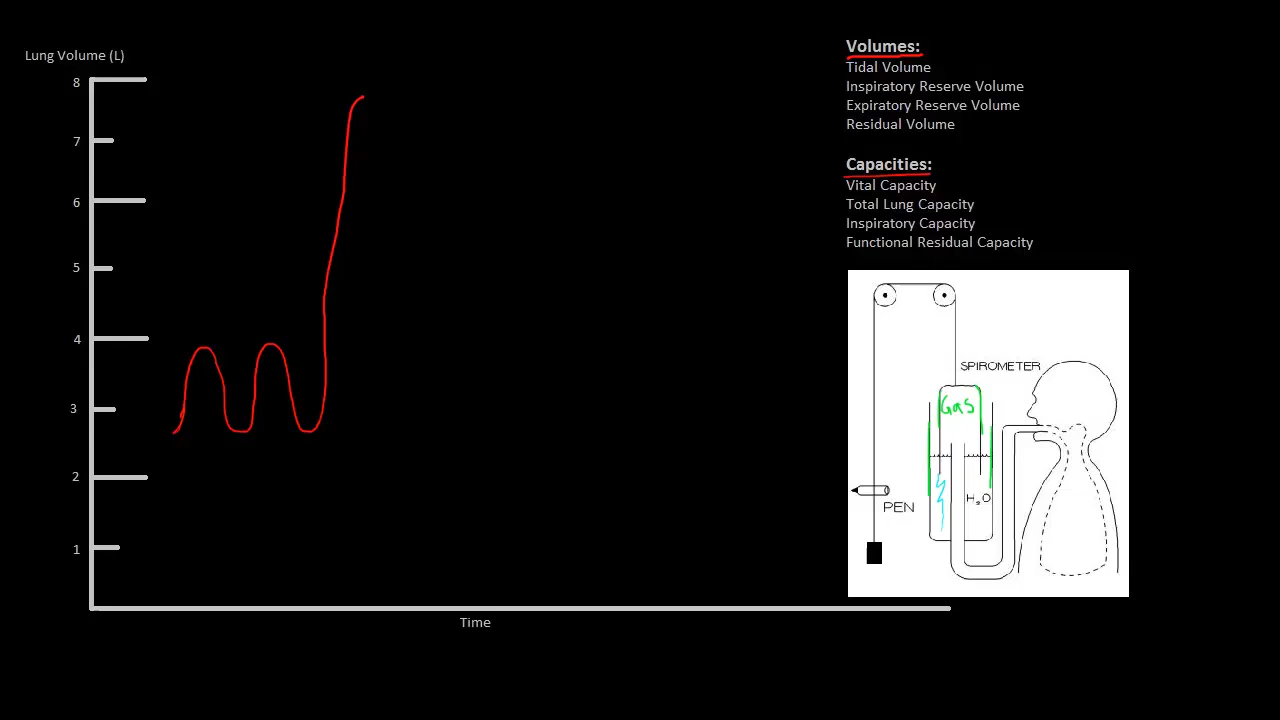 Lung Volume (L)
8
7
6
5
4
3
2
1
Time
Volumes:
Tidal Volume
Inspiratory Reserve Volume
Expiratory Reserve Volume
Residual Volume
Capacities:
Vital Capacity
Total Lung Capacity
Inspiratory Capacity
Functional Residual Capacity
SPIROMETER
Gas
H₂O
PEN